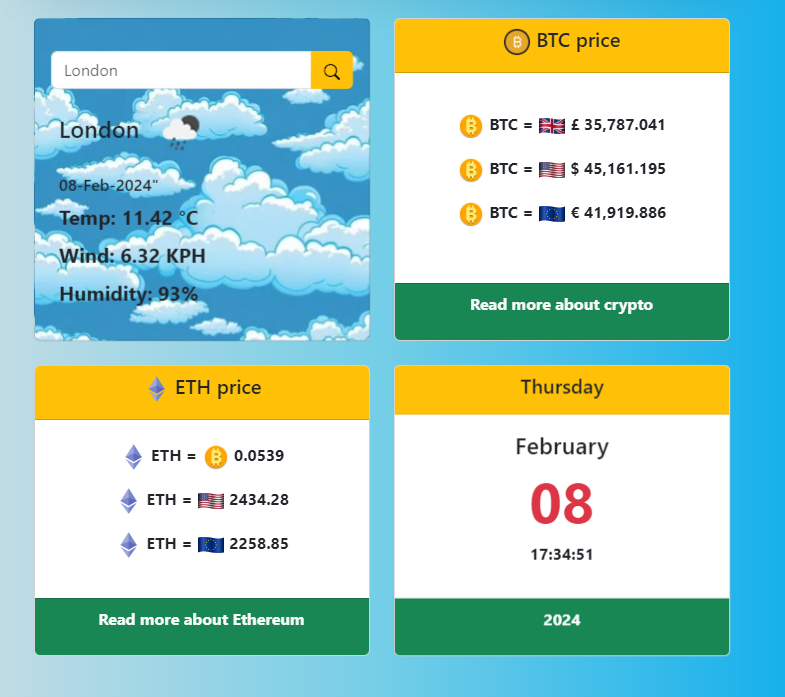 London
London
08-Feb-2024"
Temp: 11.42 °C
Wind: 6.32 KPH
Humidity: 93%
BTC price
BTC = £ 35,787.041
BTC = $ 45,161.195
BTC = € 41,919.886
Read more about crypto
ETH price
ETH = 0.0539
ETH = 2434.28
ETH = 2258.85
Read more about Ethereum
Thursday
February
08
17:34:51
2024